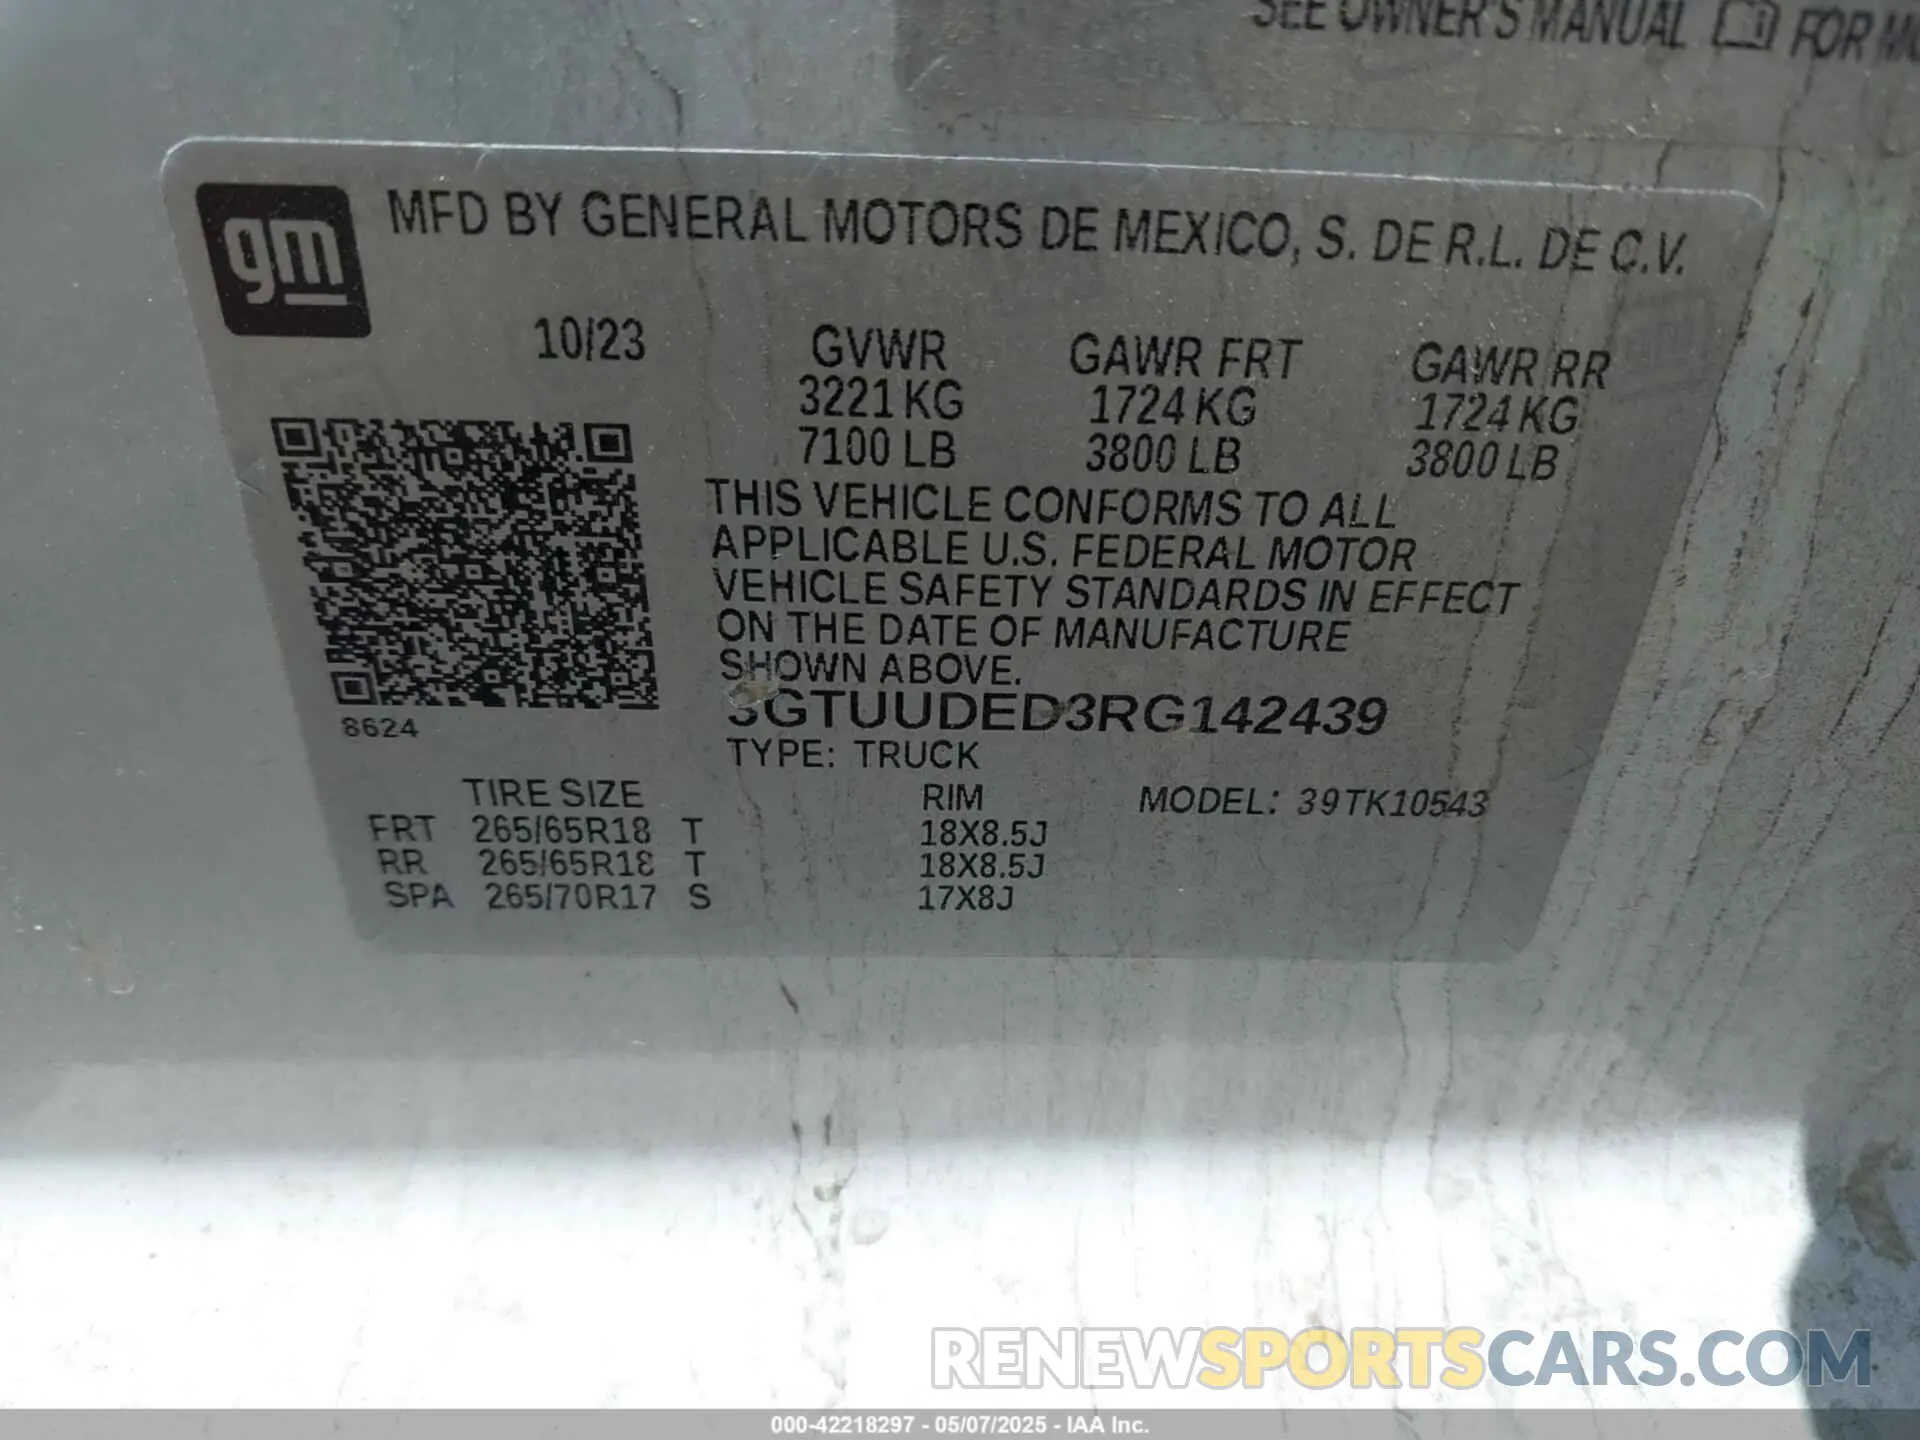 SEE OWNER'S MANUAL FOR
gm
MFD BY GENERAL MOTORS DE MEXICO, S. DE R.L. DE C.V.
10/23 GVWR GAWR FRT GAWR RR
3221 KG 1724 KG 1724 KG
7100 LB 3800 LB 3800 LB
THIS VEHICLE CONFORMS TO ALL
APPLICABLE U.S. FEDERAL MOTOR
VEHICLE SAFETY STANDARDS IN EFFECT
ON THE DATE OF MANUFACTURE
SHOWN ABOVE.
3GTUUDED3RG142439
8624
TYPE: TRUCK
TIRE SIZE RIM MODEL: 39TK10543
FRT 265/65R18 T 18X8.5J
RR 265/65R18 T 18X8.5J
SPA 265/70R17 S 17X8J
RENEWSPORTSCARS.COM
000-42218297 - 05/07/2025 - IAA Inc.